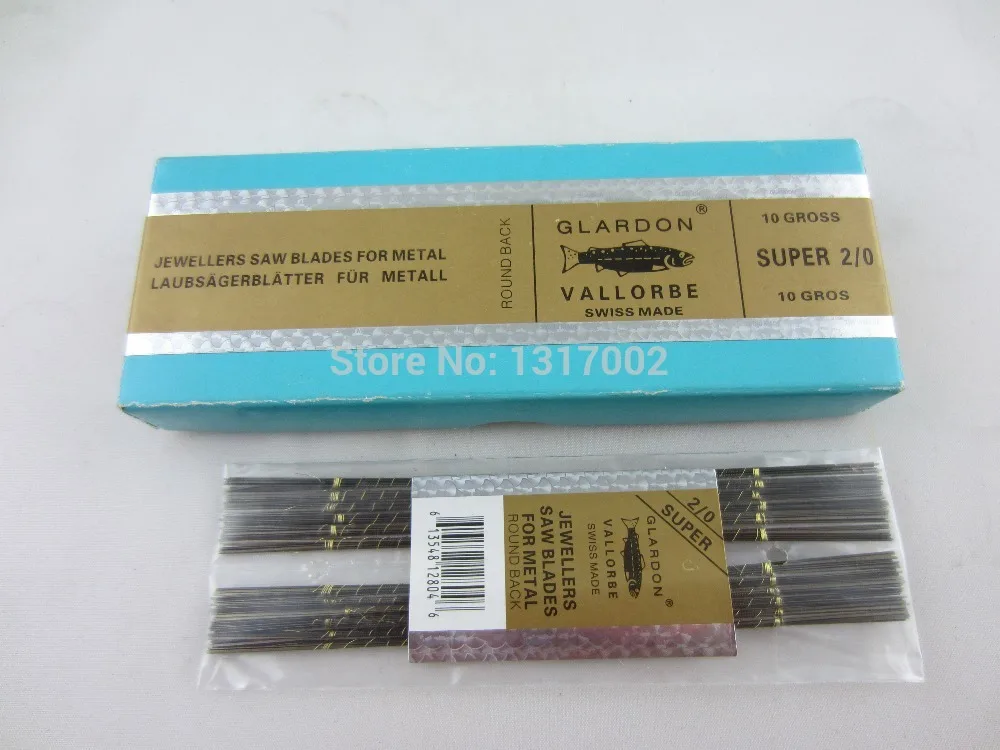 JEWELLERS SAW BLADES FOR METAL
LAUBSÄGERBLÄTTER FÜR METALL
ROUND BACK
GLARDON®
VALLORBE
SWISS MADE
10 GROSS
SUPER 2/0
10 GROS
Store No: 1317002
2/0
SUPER
GLARDON®
VALLORBE
SWISS MADE
JEWELLERS
SAW BLADES
FOR METAL
ROUND BACK
6 13548 12804 6